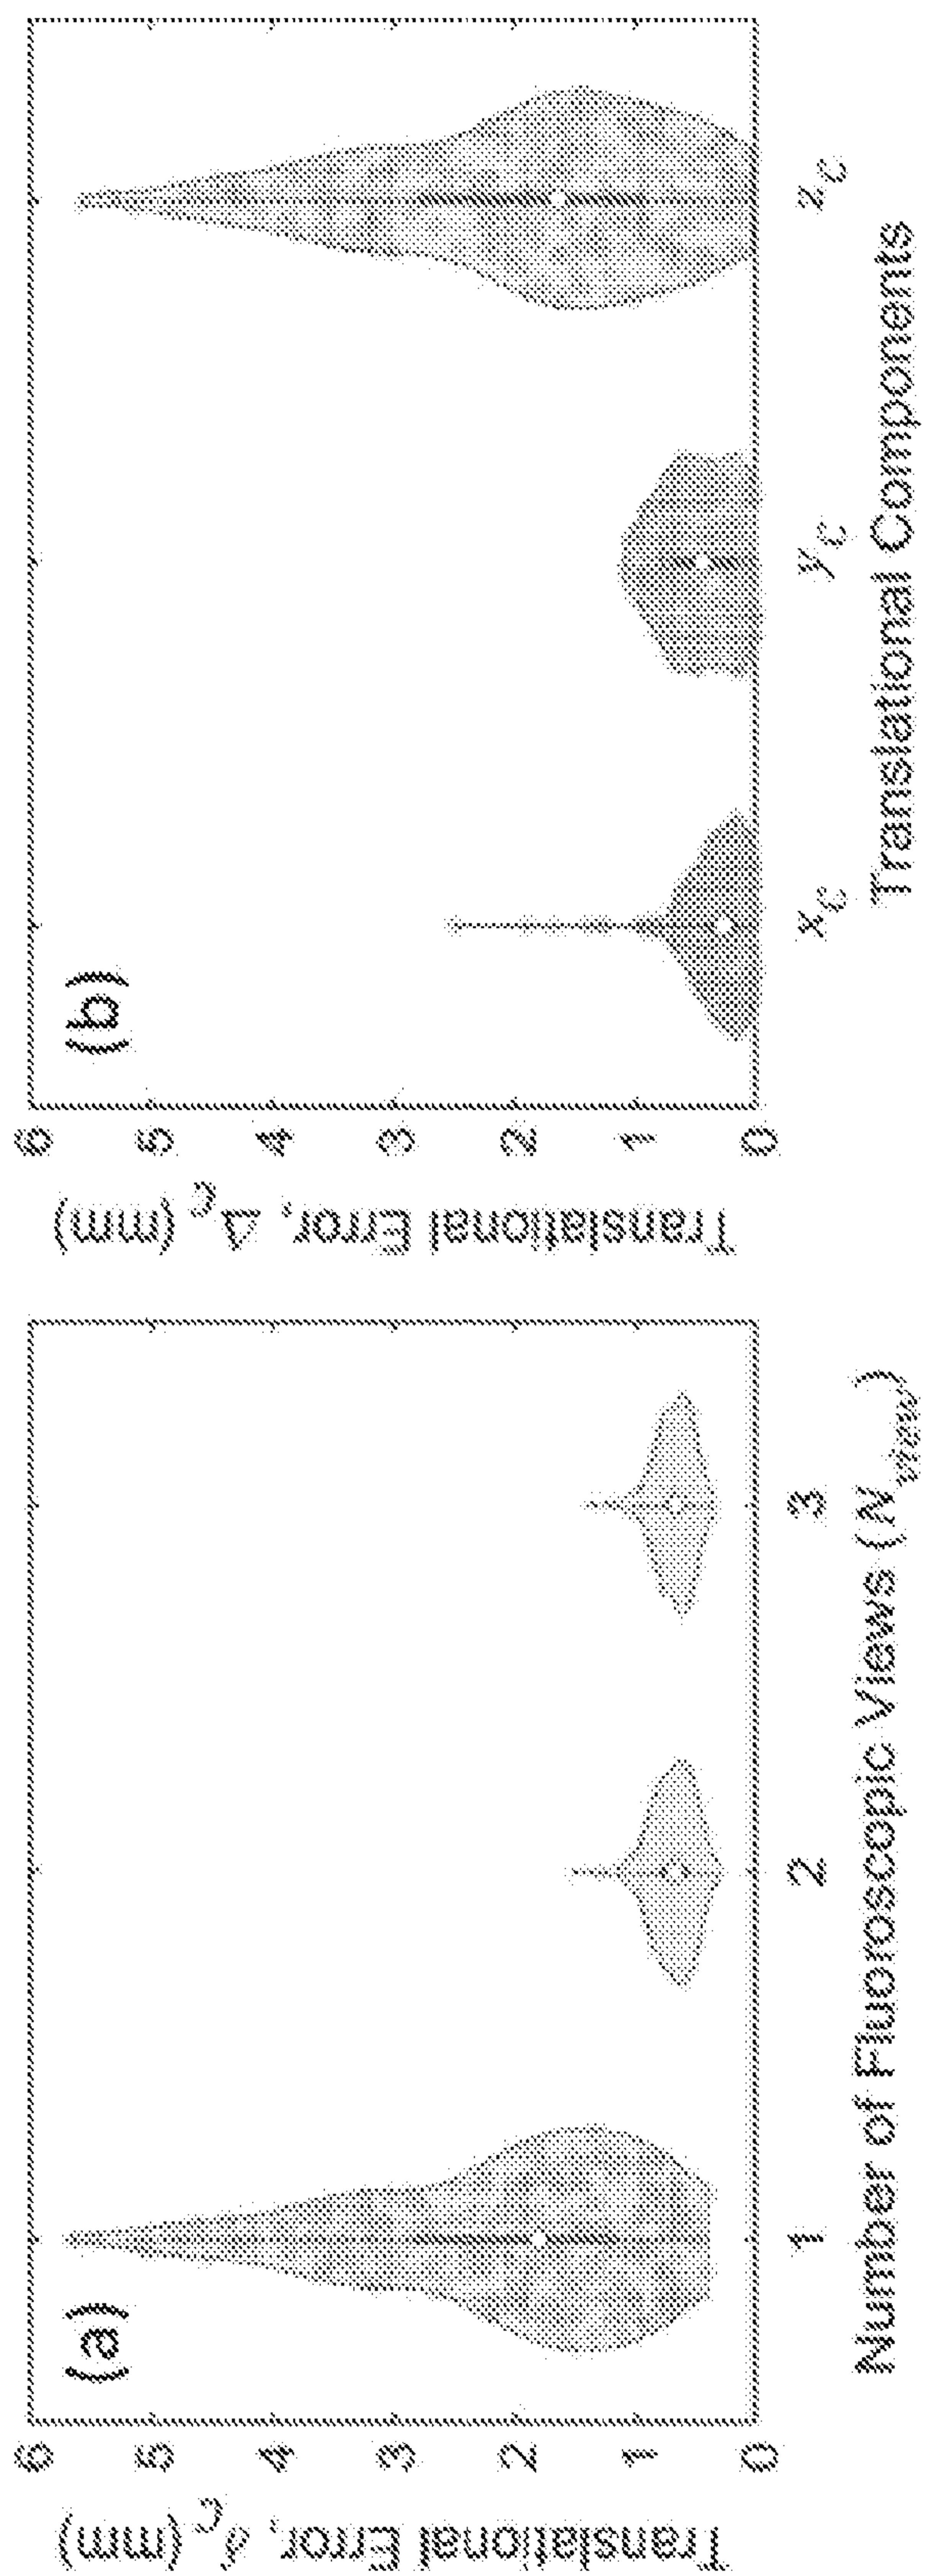 (a)
Translational Error, δ_C (mm)
6
5
4
3
2
1
0
1
2
3
Number of Fluoroscopic Views (N_view)
(b)
Translational Error, Δ_C (mm)
6
5
4
3
2
1
0
x_C
y_C
z_C
Translational Components